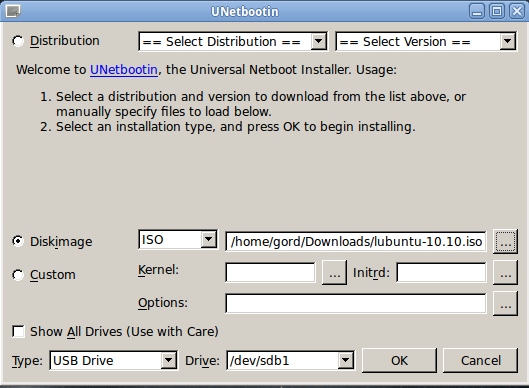 UNetbootin
Distribution == Select Distribution == == Select Version ==
Welcome to UNetbootin, the Universal Netboot Installer. Usage:
1. Select a distribution and version to download from the list above, or
manually specify files to load below.
2. Select an installation type, and press OK to begin installing.
Diskimage ISO /home/gord/Downloads/lubuntu-10.10.iso ...
Custom Kernel: ... Initrd: ...
Options: ...
Show All Drives (Use with Care)
Type: USB Drive Drive: /dev/sdb1 OK Cancel